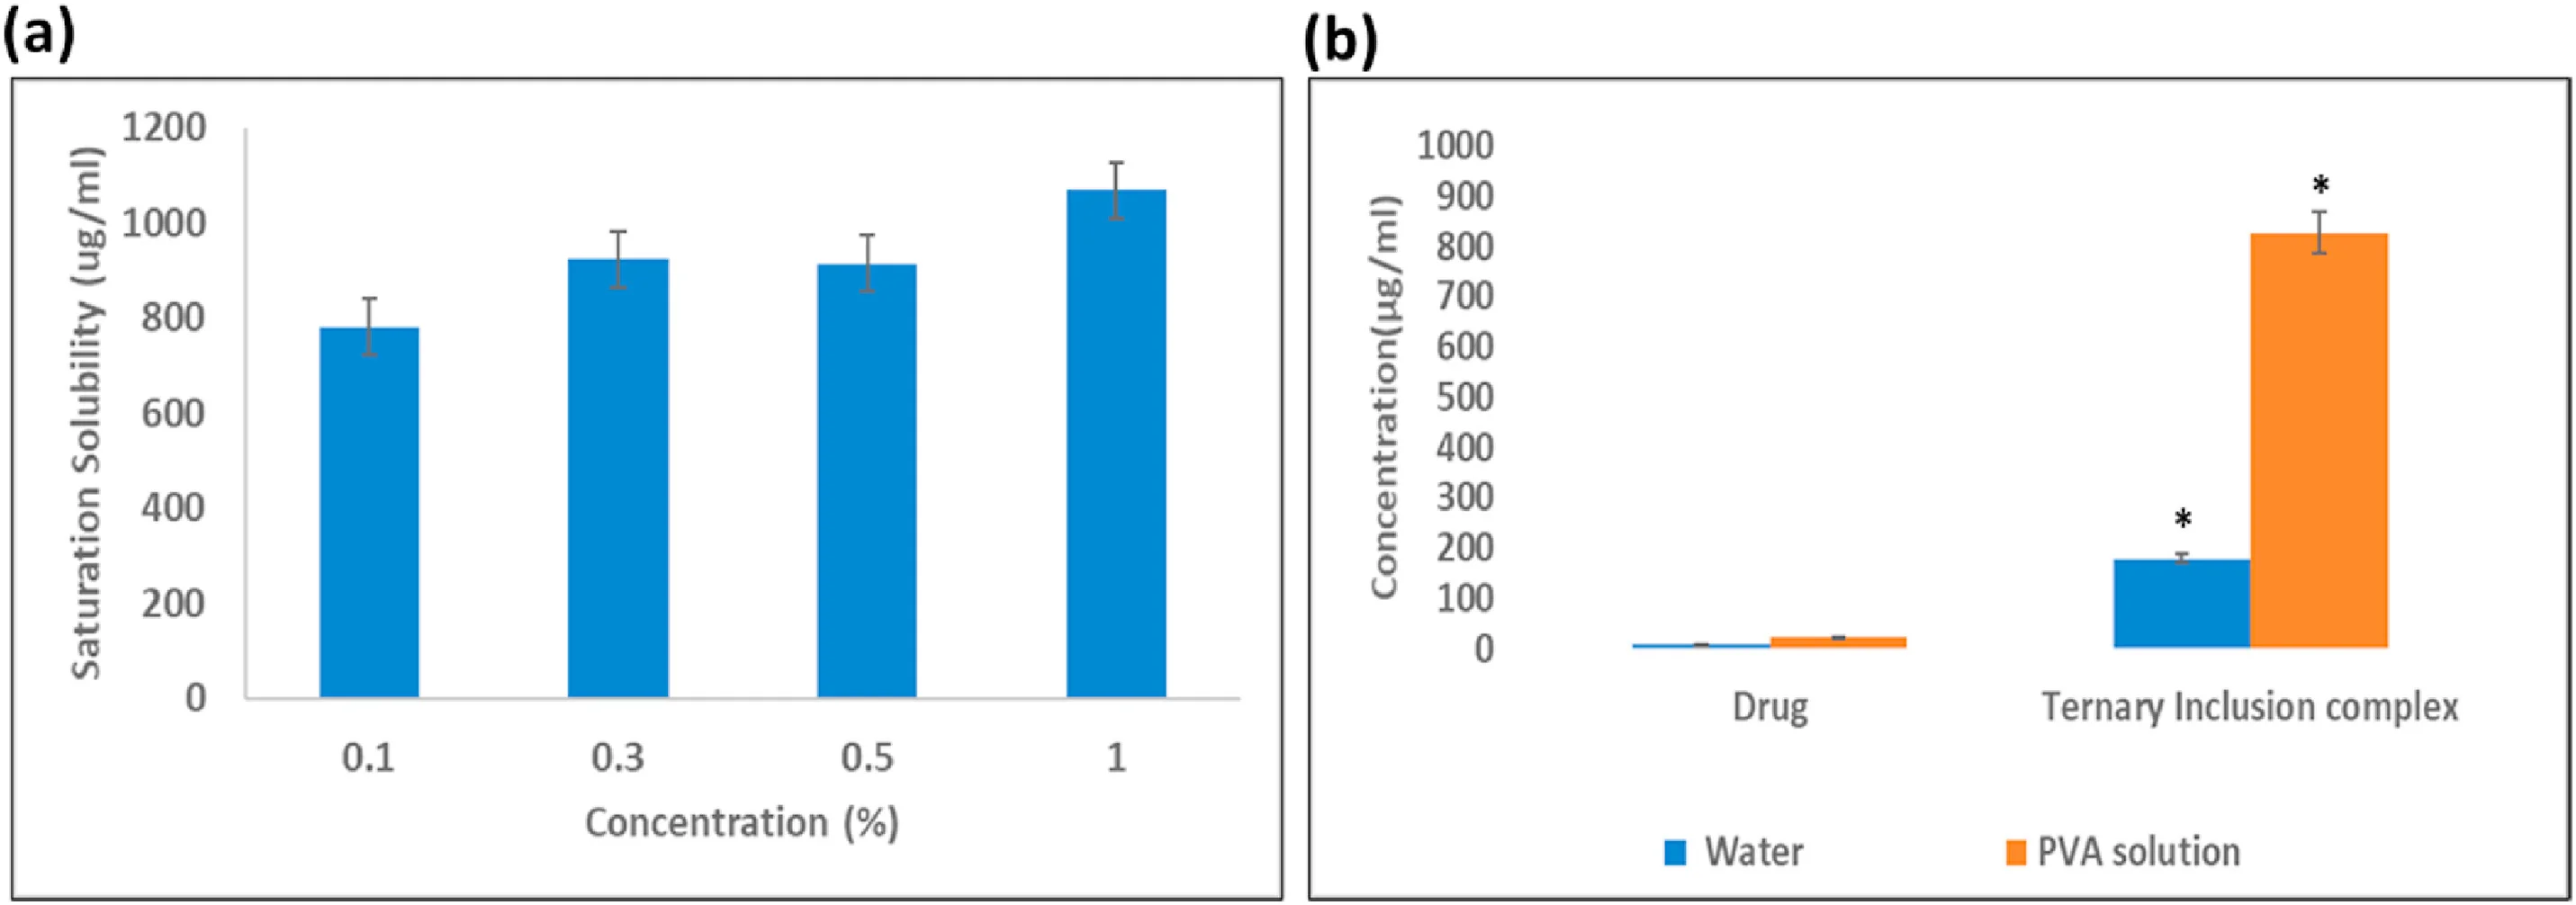 (a)
1200
1000
800
600
400
200
0
Saturation Solubility (ug/ml)
0.1 0.3 0.5 1
Concentration (%)
(b)
1000
900
800
700
600
500
400
300
200
100
0
Concentration(µg/ml)
*
*
Drug Ternary Inclusion complex
Water PVA solution